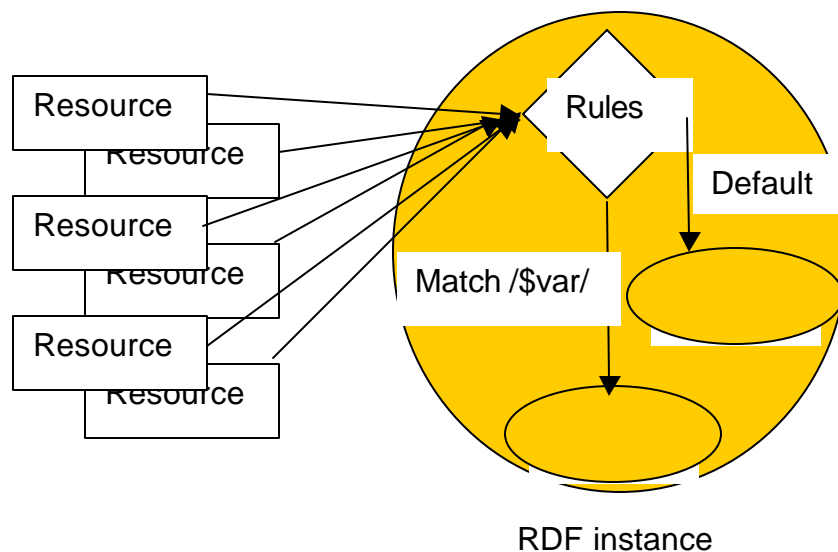 Resource
Resource
Resource
Resource
Resource
Resource
Rules
Default
Match /$var/
RDF instance